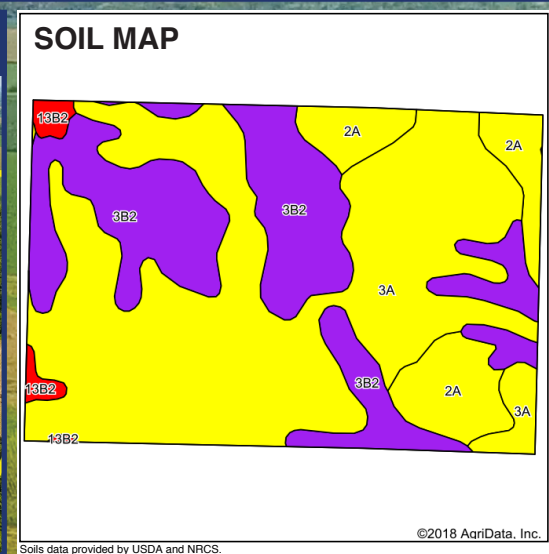 SOIL MAP
13B2
2A
2A
3B2
3B2
3A
13B2
3B2
2A
3A
13B2
©2018 AgriData, Inc.
Soils data provided by USDA and NRCS.